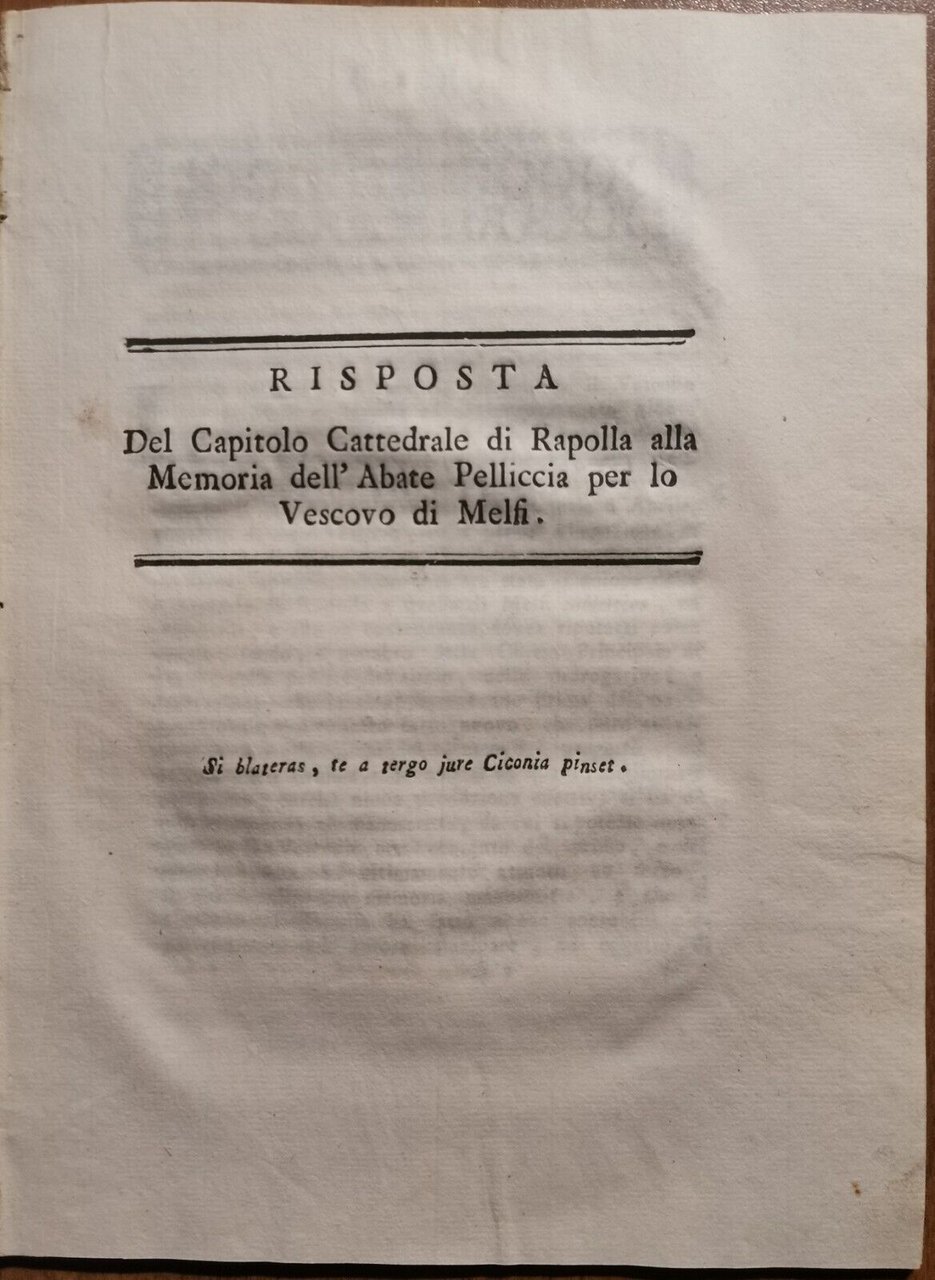 RISPOSTA
Del Capitolo Cattedrale di Rapolla alla
Memoria dell' Abate Pelliccia per lo
Vescovo di Melfi.
Si blateras, te a tergo jure Ciconia pinset.